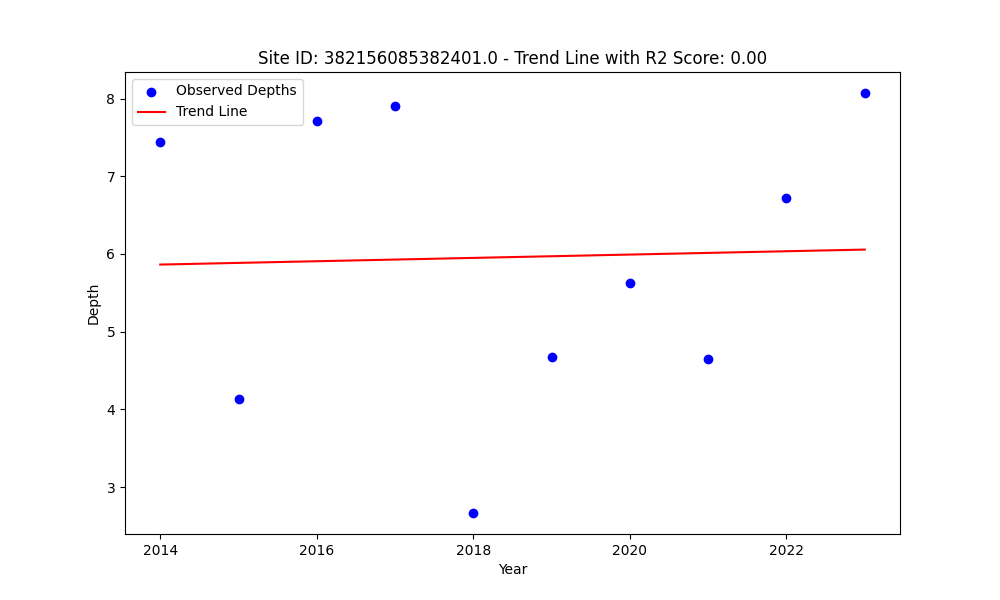 Site ID: 382156085382401.0 - Trend Line with R2 Score: 0.00
Observed Depths
Trend Line
8
7
6
5
4
3
Depth
2014 2016 2018 2020 2022
Year